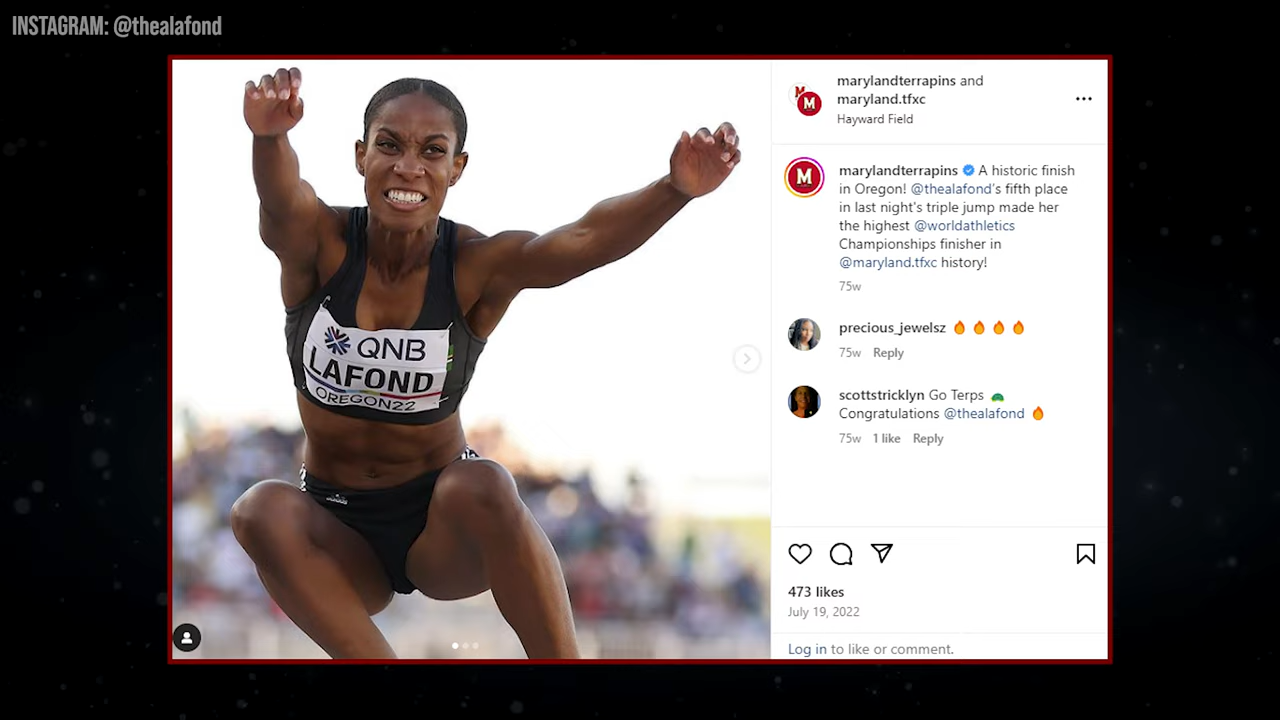 INSTAGRAM: @thealafond
QNB
LAFOND
OREGON22
marylandterrapins and
maryland.tfxc
Hayward Field
marylandterrapins A historic finish
in Oregon! @thealafond's fifth place
in last night's triple jump made her
the highest @worldathletics
Championships finisher in
@maryland.tfxc history!
75w
precious_jewelsz 🔥 🔥 🔥 🔥
75w Reply
scottstricklyn Go Terps 🐢
Congratulations @thealafond 🔥
75w 1 like Reply
473 likes
July 19, 2022
Log in to like or comment.